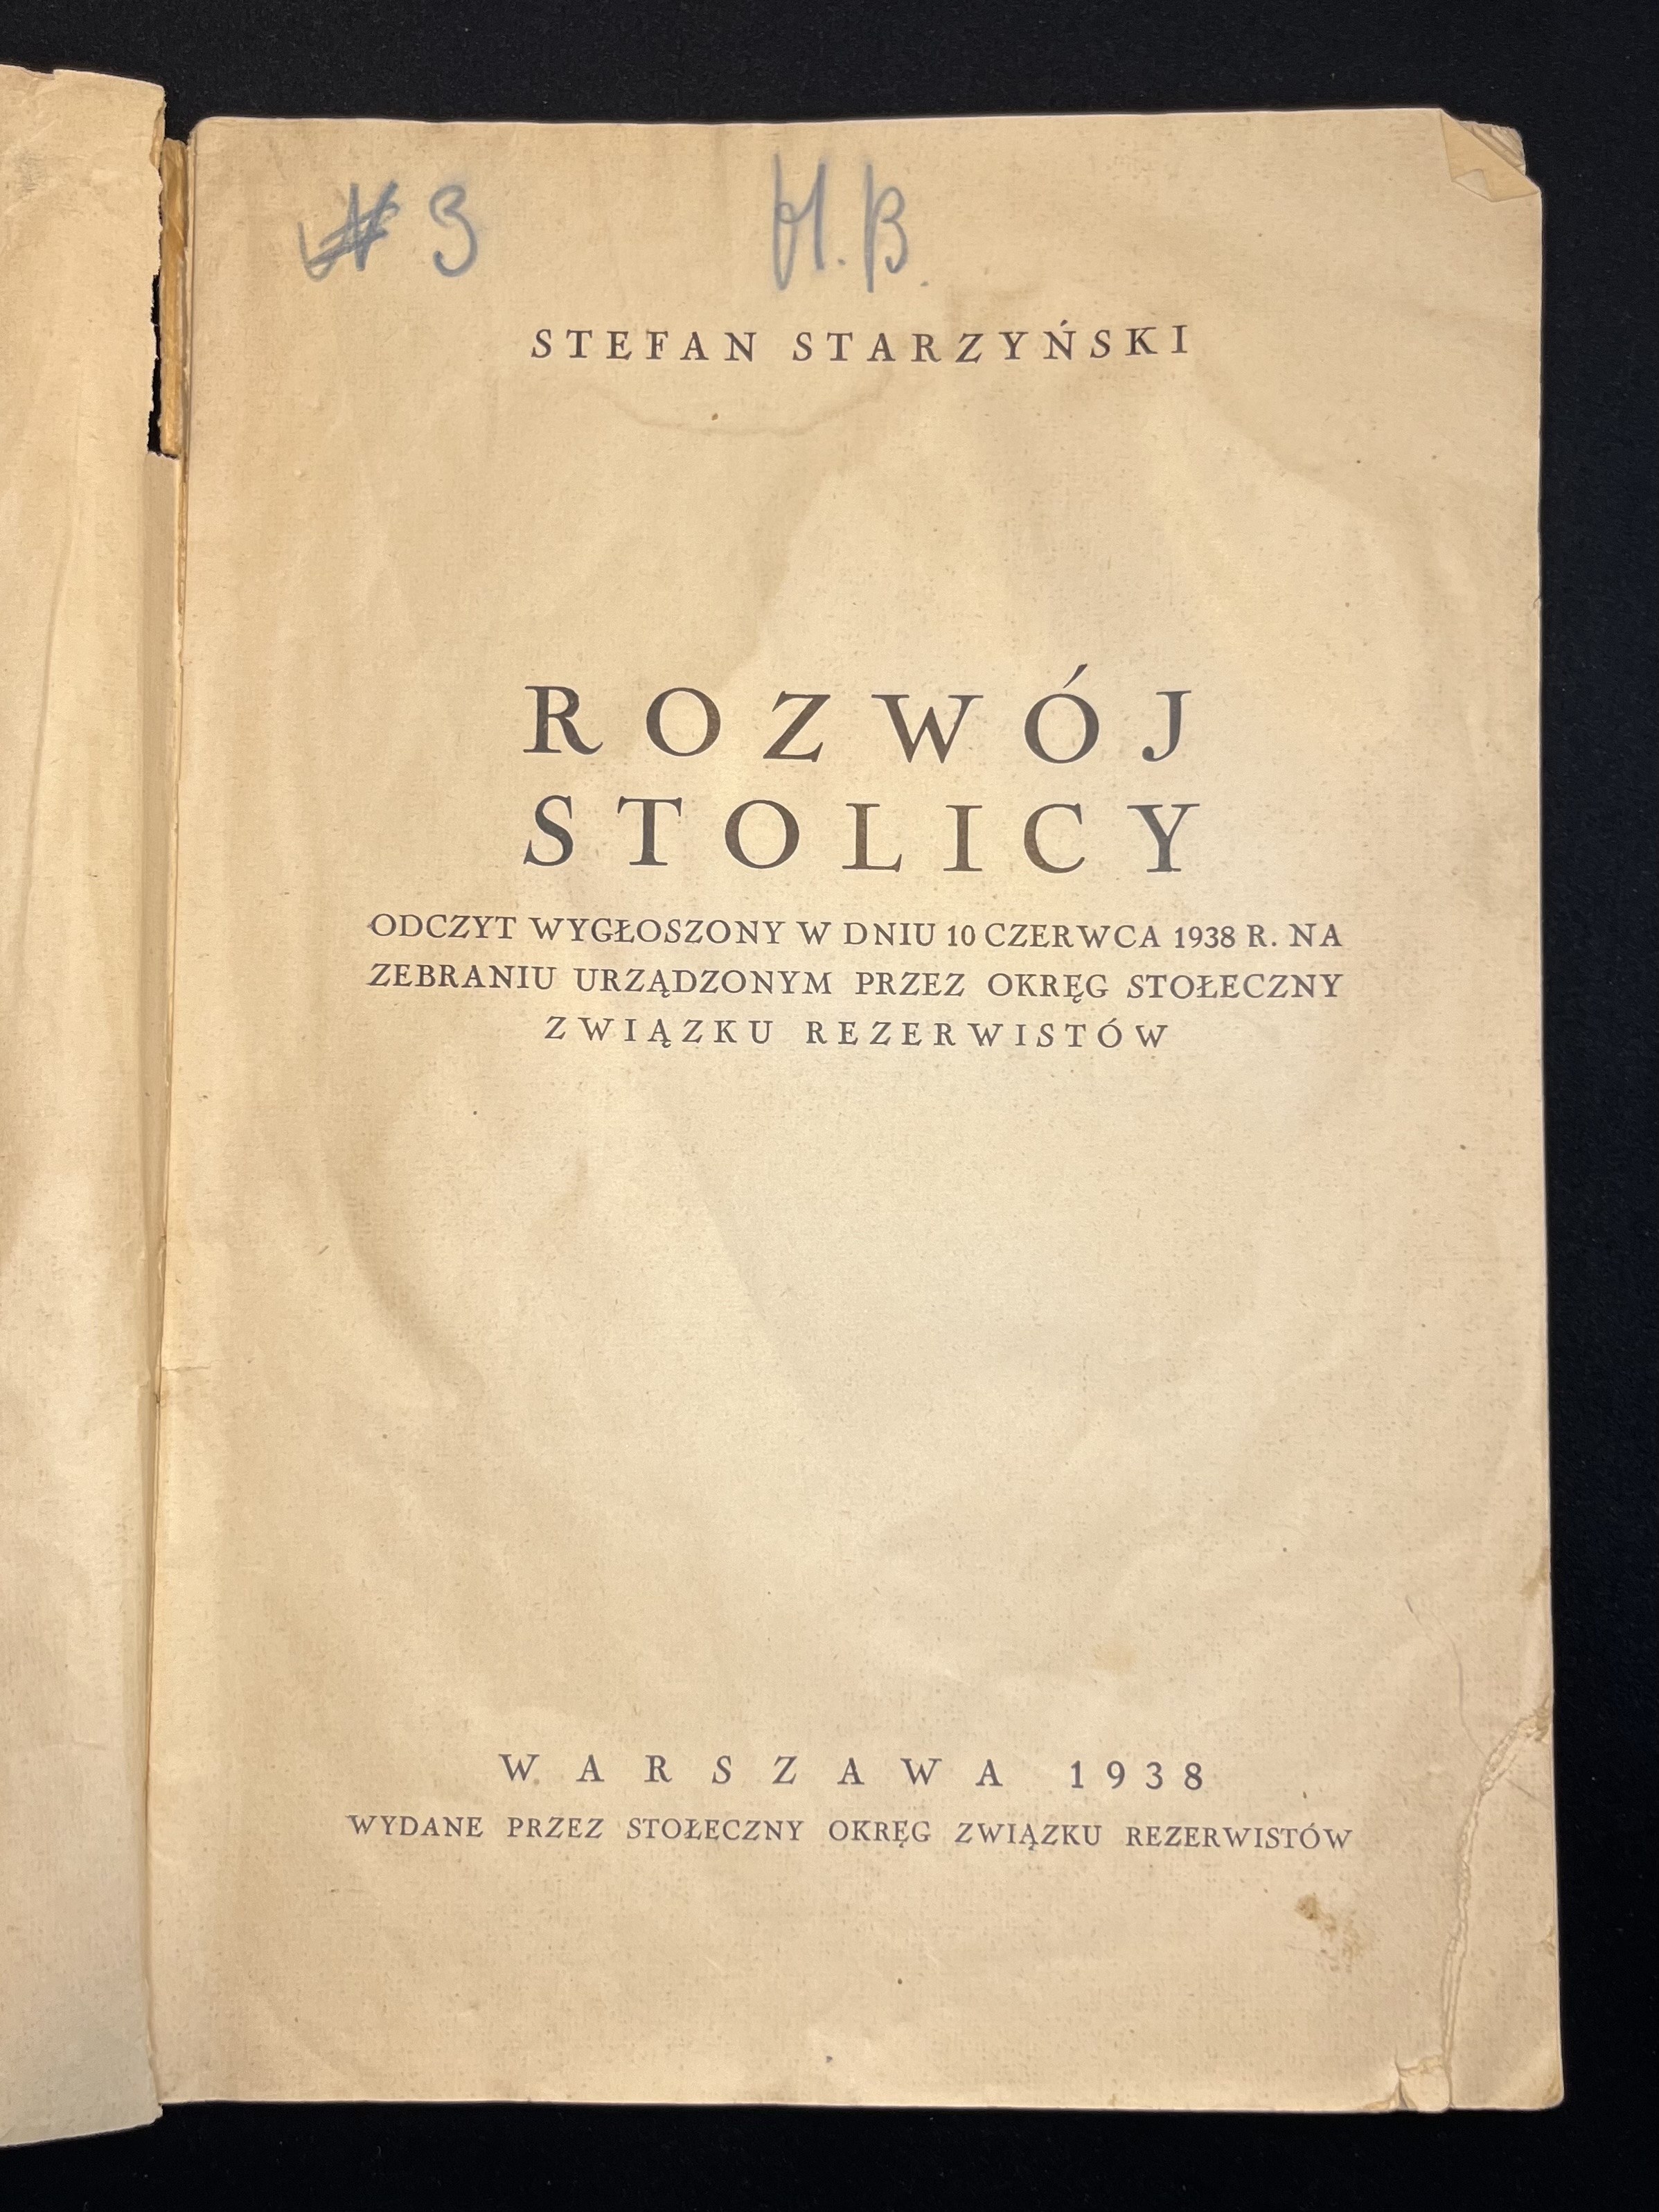 3 H.B.
STEFAN STARZYŃSKI
ROZWÓJ
STOLICY
ODCZYT WYGŁOSZONY W DNIU 10 CZERWCA 1938 R. NA
ZEBRANIU URZĄDZONYM PRZEZ OKRĘG STOŁECZNY
ZWIĄZKU REZERWISTÓW
WARSZAWA 1938
WYDANE PRZEZ STOŁECZNY OKRĘG ZWIĄZKU REZERWISTÓW